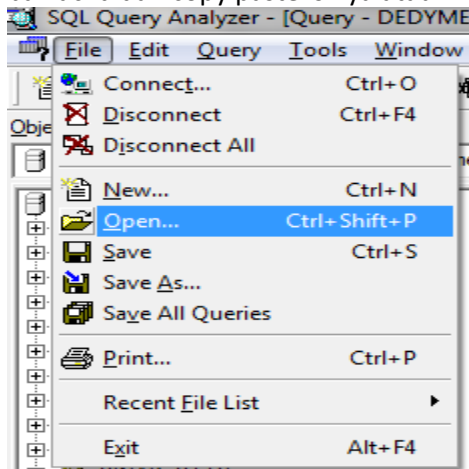 SQL Query Analyzer - [Query - DEDYME
File Edit Query Tools Window
Connect... Ctrl+O
Disconnect Ctrl+F4
Obje
Disconnect All
New... Ctrl+N
Open... Ctrl+Shift+P
Save Ctrl+S
Save As...
Save All Queries
Print... Ctrl+P
Recent File List
Exit Alt+F4